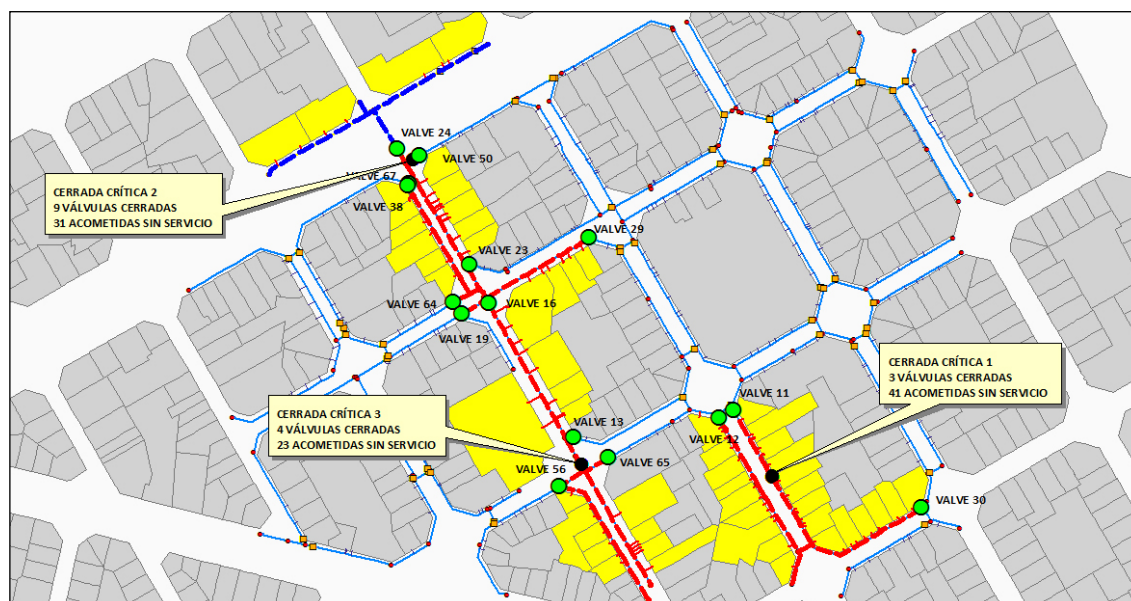 VALVE 24
VALVE 50
CERRADA CRÍTICA 2
9 VÁLVULAS CERRADAS
31 ACOMETIDAS SIN SERVICIO
VALVE 67
VALVE 38
VALVE 29
VALVE 23
VALVE 64
VALVE 16
VALVE 19
CERRADA CRÍTICA 1
3 VÁLVULAS CERRADAS
41 ACOMETIDAS SIN SERVICIO
CERRADA CRÍTICA 3
4 VÁLVULAS CERRADAS
23 ACOMETIDAS SIN SERVICIO
VALVE 11
VALVE 13
VALVE 12
VALVE 65
VALVE 56
VALVE 30